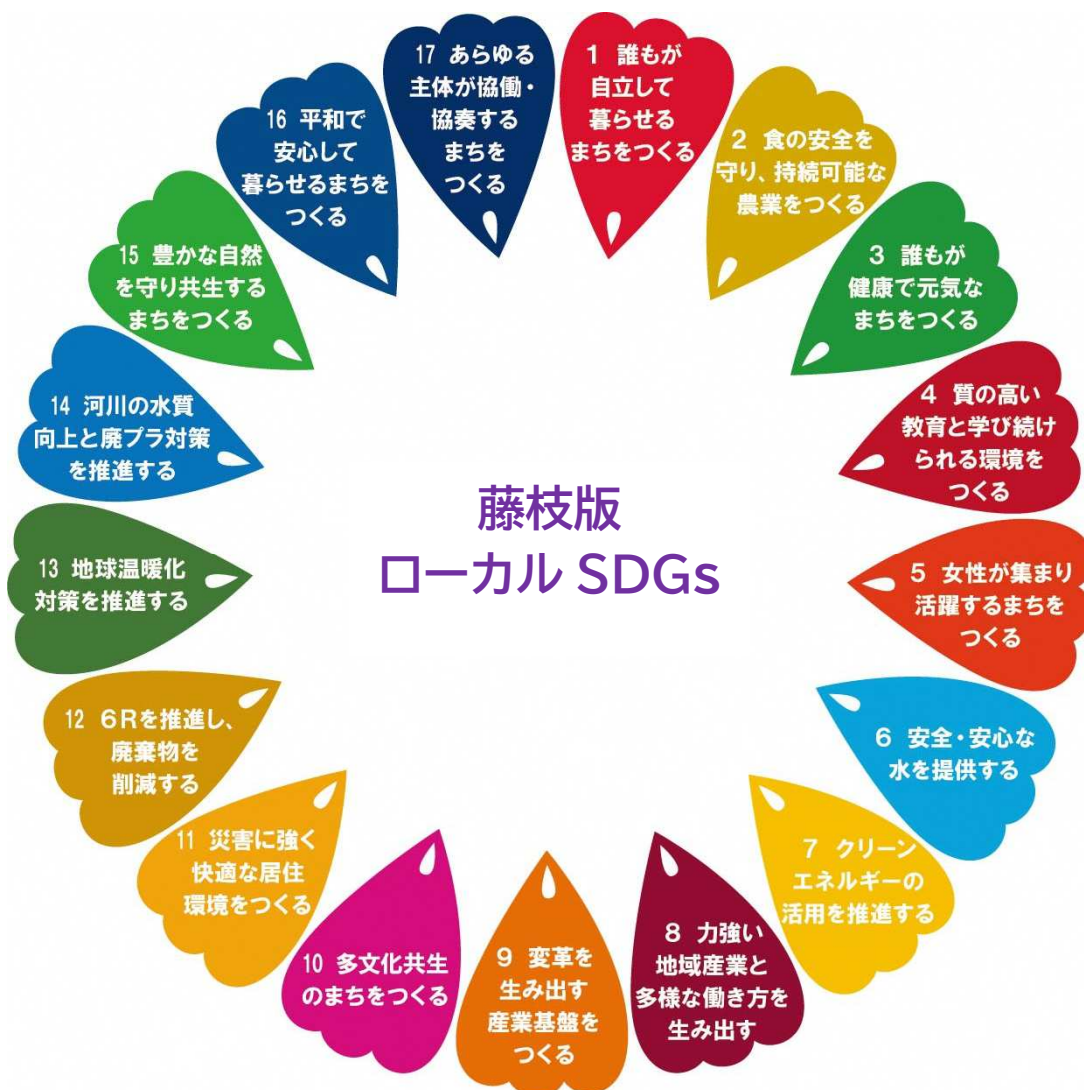 藤枝版
ローカル SDGs
1 誰もが
自立して
暮らせる
まちをつくる
2 食の安全を
守り、持続可能な
農業をつくる
3 誰もが
健康で元気な
まちをつくる
4 質の高い
教育と学び続け
られる環境を
つくる
5 女性が集まり
活躍するまちを
つくる
6 安全・安心な
水を提供する
7 クリーン
エネルギーの
活用を推進する
8 力強い
地域産業と
多様な働き方を
生み出す
9 変革を
生み出す
産業基盤を
つくる
10 多文化共生
のまちをつくる
11 災害に強く
快適な居住
環境をつくる
12 6Rを推進し、
廃棄物を
削減する
13 地球温暖化
対策を推進する
14 河川の水質
向上と廃プラ対策
を推進する
15 豊かな自然
を守り共生する
まちをつくる
16 平和で
安心して
暮らせるまちを
つくる
17 あらゆる
主体が協働・
協奏する
まちを
つくる